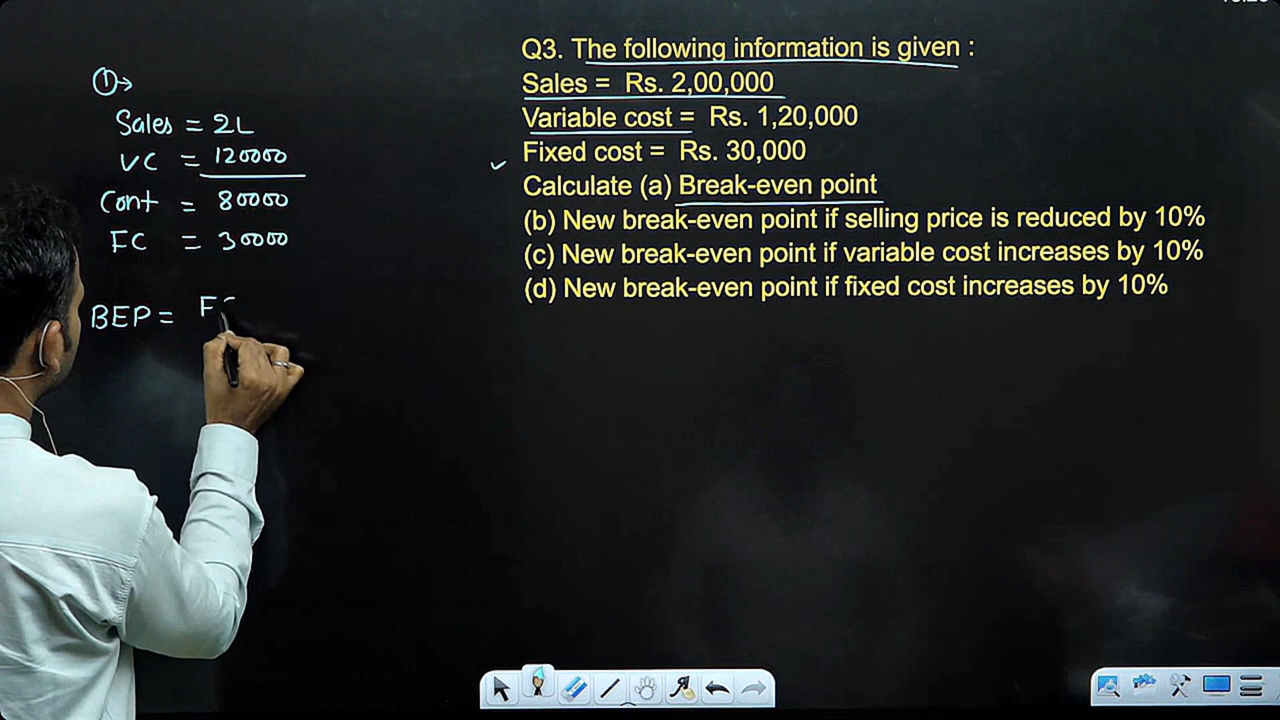 Q3. The following information is given :
Sales = Rs. 2,00,000
Variable cost = Rs. 1,20,000
Fixed cost = Rs. 30,000
Calculate (a) Break-even point
(b) New break-even point if selling price is reduced by 10%
(c) New break-even point if variable cost increases by 10%
(d) New break-even point if fixed cost increases by 10%
①→
Sales = 2L
VC = 120000
Cont = 80000
FC = 30000
BEP =